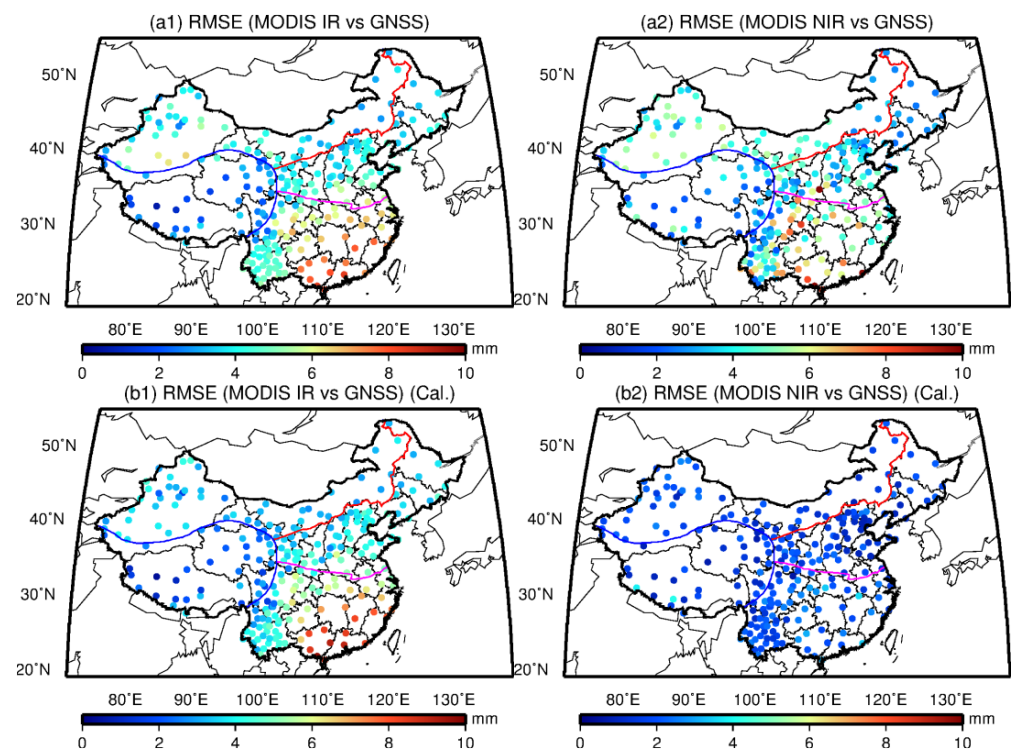 (a1) RMSE (MODIS IR vs GNSS)
(a2) RMSE (MODIS NIR vs GNSS)
50˚N
40˚N
30˚N
20˚N
80˚E 90˚E 100˚E 110˚E 120˚E 130˚E
0 2 4 6 8 10 mm
50˚N
40˚N
30˚N
20˚N
80˚E 90˚E 100˚E 110˚E 120˚E 130˚E
0 2 4 6 8 10 mm
(b1) RMSE (MODIS IR vs GNSS) (Cal.)
(b2) RMSE (MODIS NIR vs GNSS) (Cal.)
50˚N
40˚N
30˚N
20˚N
80˚E 90˚E 100˚E 110˚E 120˚E 130˚E
0 2 4 6 8 10 mm
50˚N
40˚N
30˚N
20˚N
80˚E 90˚E 100˚E 110˚E 120˚E 130˚E
0 2 4 6 8 10 mm